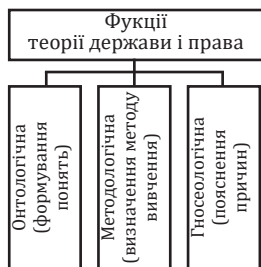 Фукції
теорії держави і права
Онтологічна
(формування
понять)
Методологічна
(визначення методу
вивчення)
Гносеологічна
(пояснення
причин)